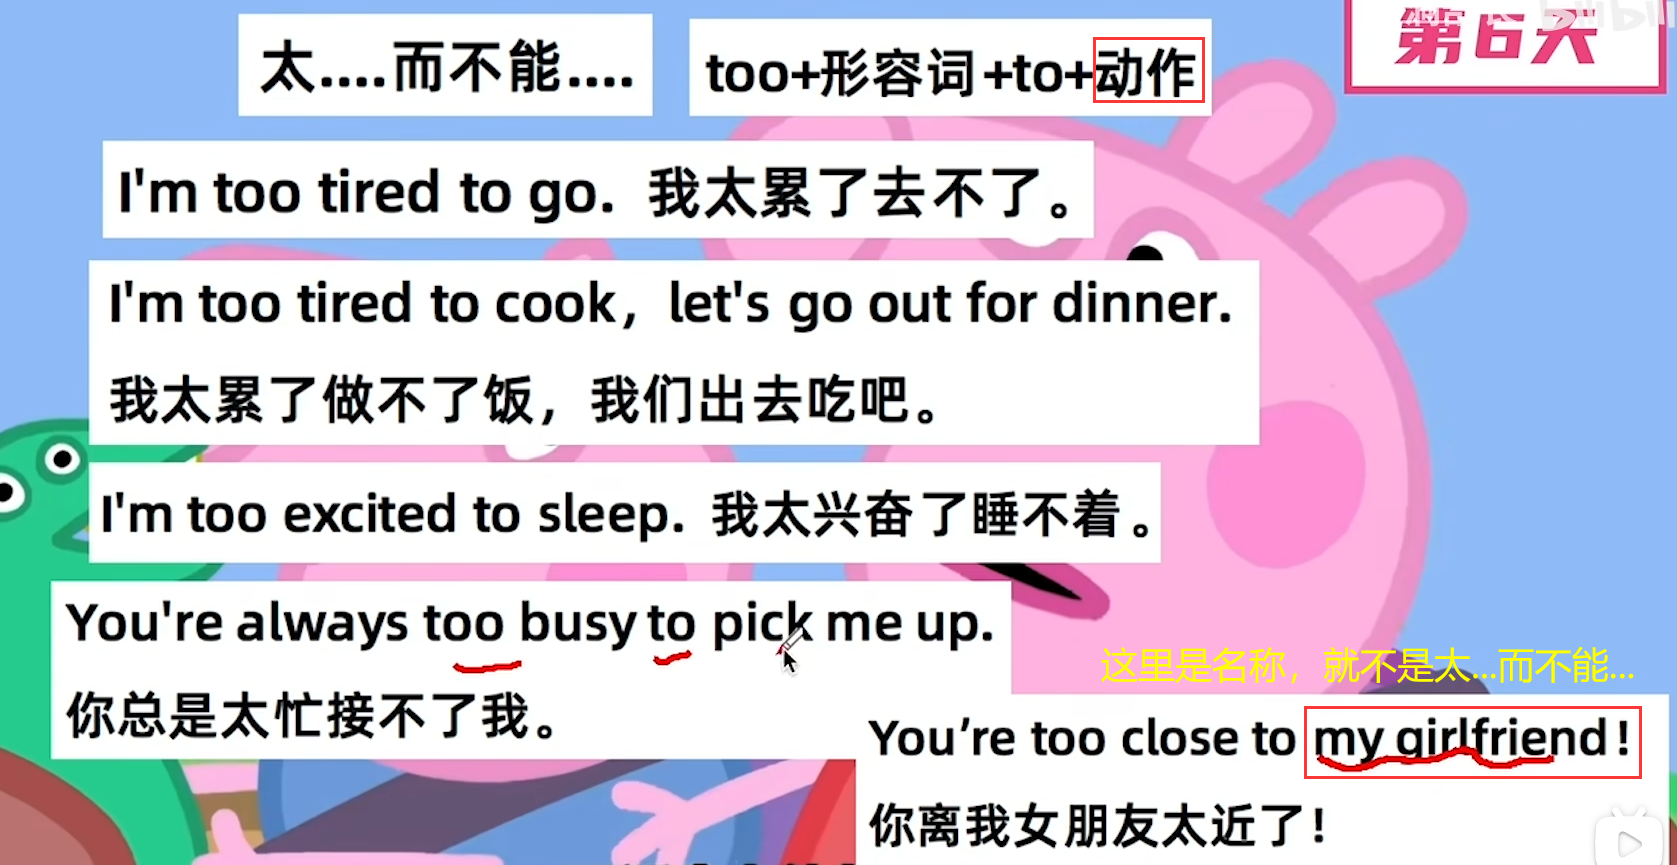 太....而不能....
too+形容词+to+动作
第6天
bilibili
I'm too tired to go. 我太累了去不了。
I'm too tired to cook，let's go out for dinner.
我太累了做不了饭，我们出去吃吧。
I'm too excited to sleep. 我太兴奋了睡不着。
You're always too busy to pick me up.
你总是太忙接不了我。
这里是名称，就不是太...而不能...
You’re too close to my girlfriend！
你离我女朋友太近了！